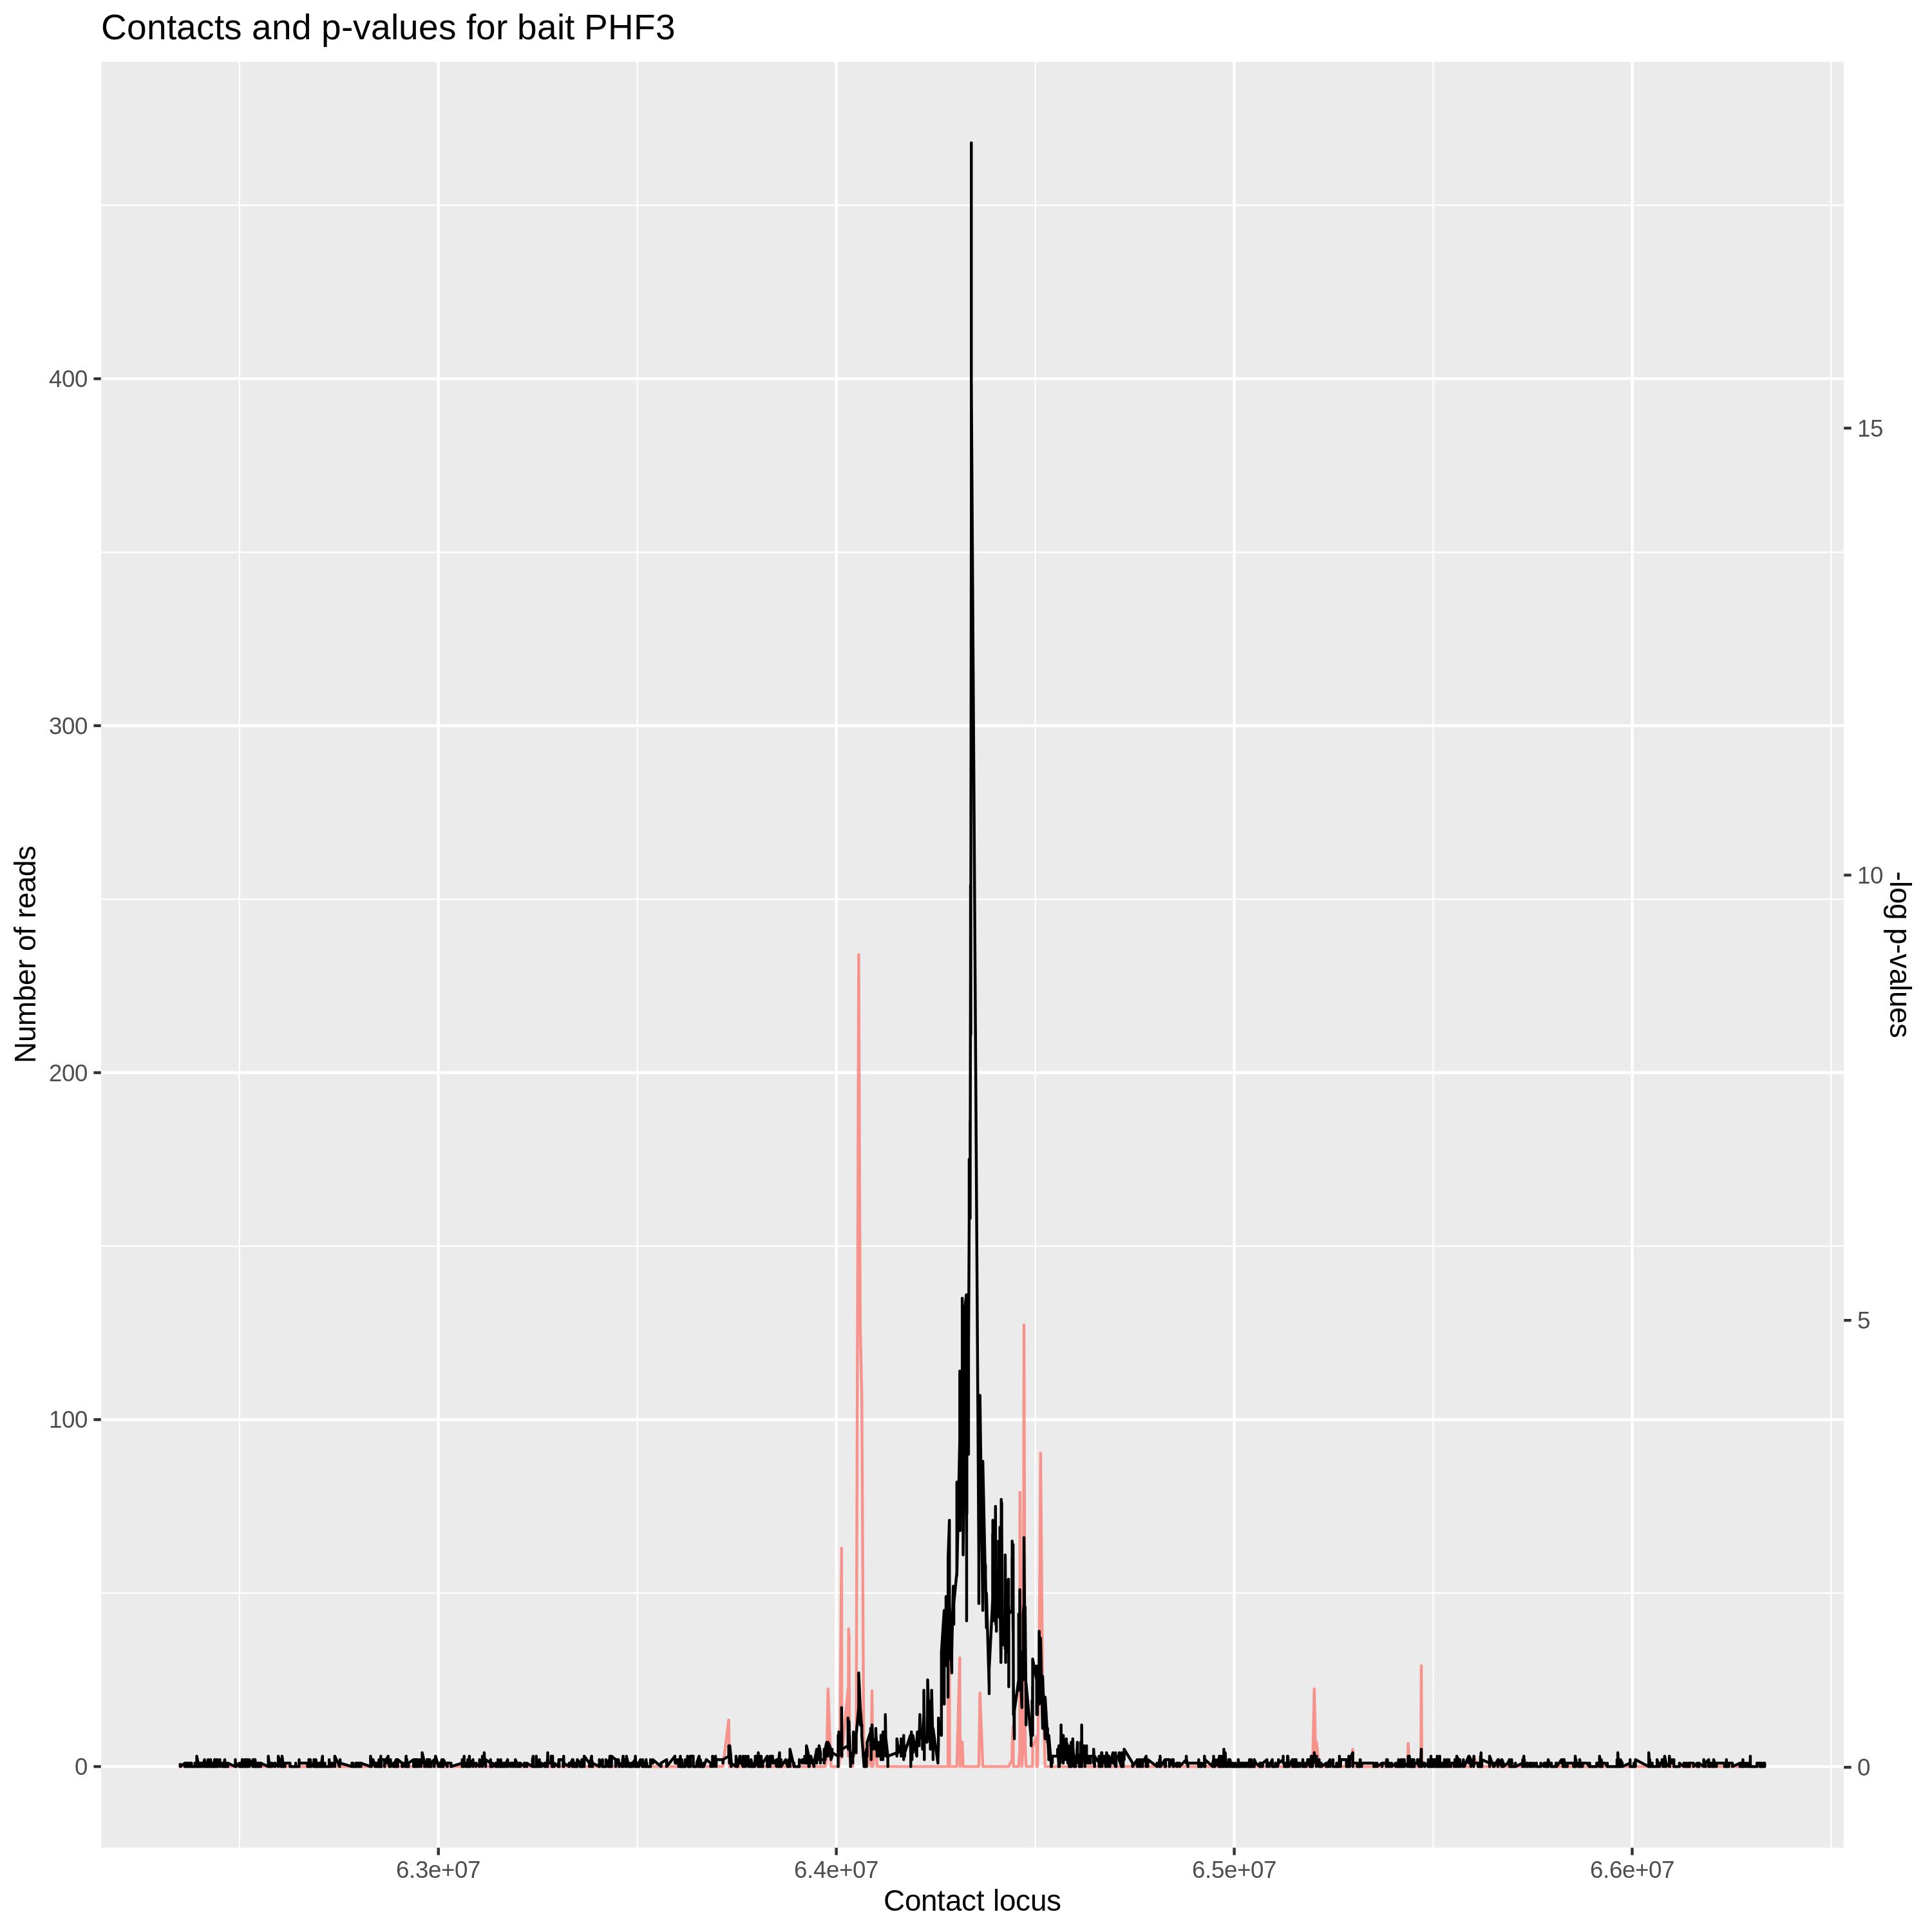 Contacts and p-values for bait PHF3
400
300
200
100
0
Number of reads
15
10
5
0
-log p-values
6.3e+07
6.4e+07
6.5e+07
6.6e+07
Contact locus